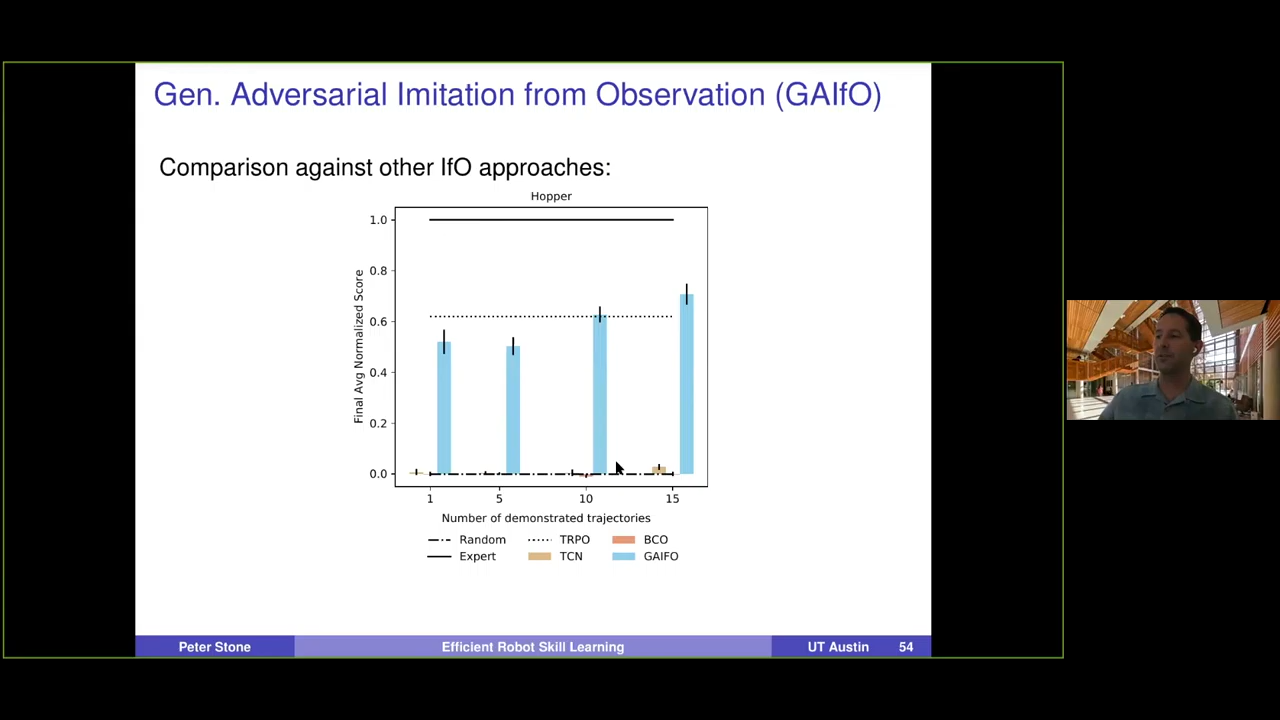 Gen. Adversarial Imitation from Observation (GAIfO)
Comparison against other IfO approaches:
Hopper
1.0
0.8
0.6
0.4
0.2
0.0
Final Avg Normalized Score
1 5 10 15
Number of demonstrated trajectories
Random TRPO BCO
Expert TCN GAIFO
Peter Stone Efficient Robot Skill Learning UT Austin 54